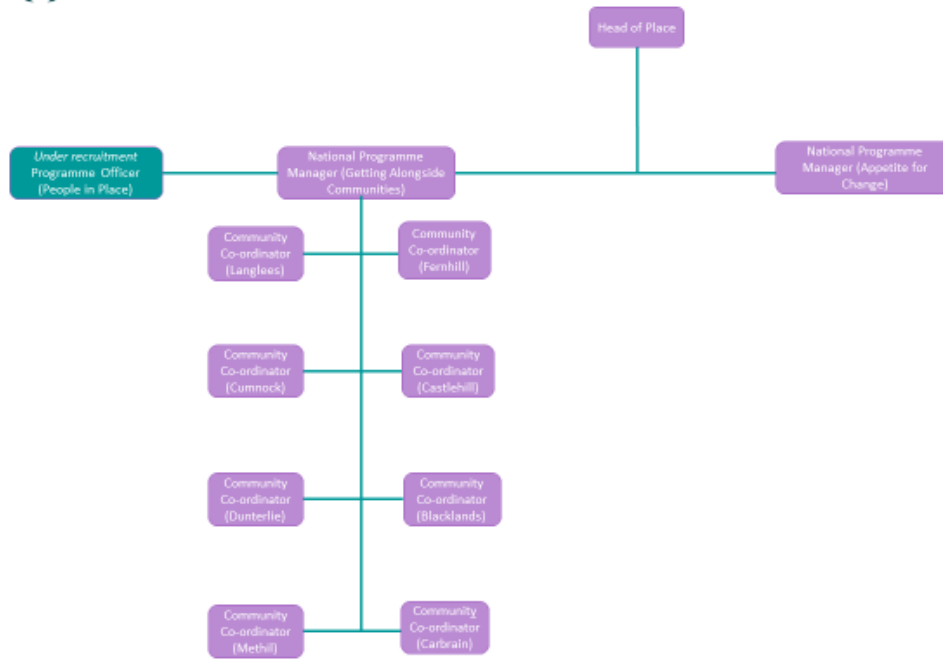 Head of Place
Under recruitment
Programme Officer
(People in Place)
National Programme
Manager (Getting Alongside
Communities)
National Programme
Manager (Appetite for
Change)
Community
Co-ordinator
(Langlees)
Community
Co-ordinator
(Fernhill)
Community
Co-ordinator
(Cumnock)
Community
Co-ordinator
(Castlehill)
Community
Co-ordinator
(Dunterlie)
Community
Co-ordinator
(Blacklands)
Community
Co-ordinator
(Methil)
Community
Co-ordinator
(Carbrain)